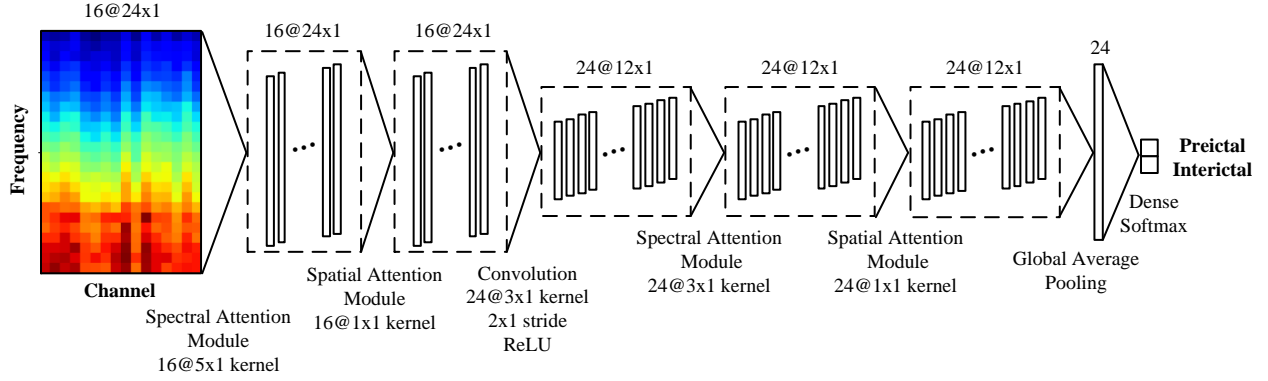 16@24x1
16@24x1
16@24x1
24@12x1
24@12x1
24@12x1
24
Frequency
Channel
Spectral Attention
Module
16@5x1 kernel
Spatial Attention
Module
16@1x1 kernel
Convolution
24@3x1 kernel
2x1 stride
ReLU
Spectral Attention
Module
24@3x1 kernel
Spatial Attention
Module
24@1x1 kernel
Global Average
Pooling
Dense
Softmax
Preictal
Interictal